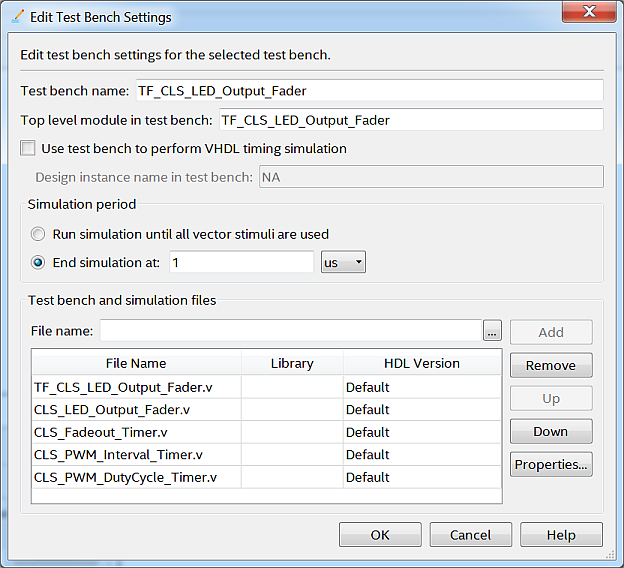 Edit Test Bench Settings
Edit test bench settings for the selected test bench.
Test bench name: TF_CLS_LED_Output_Fader
Top level module in test bench: TF_CLS_LED_Output_Fader
Use test bench to perform VHDL timing simulation
Design instance name in test bench: NA
Simulation period
Run simulation until all vector stimuli are used
End simulation at: 1 us
Test bench and simulation files
File name: ... Add
File Name Library HDL Version Remove
TF_CLS_LED_Output_Fader.v Default
CLS_LED_Output_Fader.v Default Up
CLS_Fadeout_Timer.v Default Down
CLS_PWM_Interval_Timer.v Default Properties...
CLS_PWM_DutyCycle_Timer.v Default
OK Cancel Help